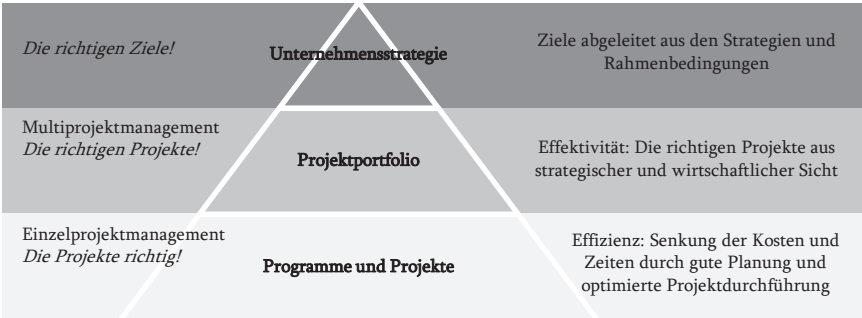 Die richtigen Ziele!
Unternehmensstrategie
Ziele abgeleitet aus den Strategien und
Rahmenbedingungen
Multiprojektmanagement
Die richtigen Projekte!
Projektportfolio
Effektivität: Die richtigen Projekte aus
strategischer und wirtschaftlicher Sicht
Einzelprojektmanagement
Die Projekte richtig!
Programme und Projekte
Effizienz: Senkung der Kosten und
Zeiten durch gute Planung und
optimierte Projektdurchführung